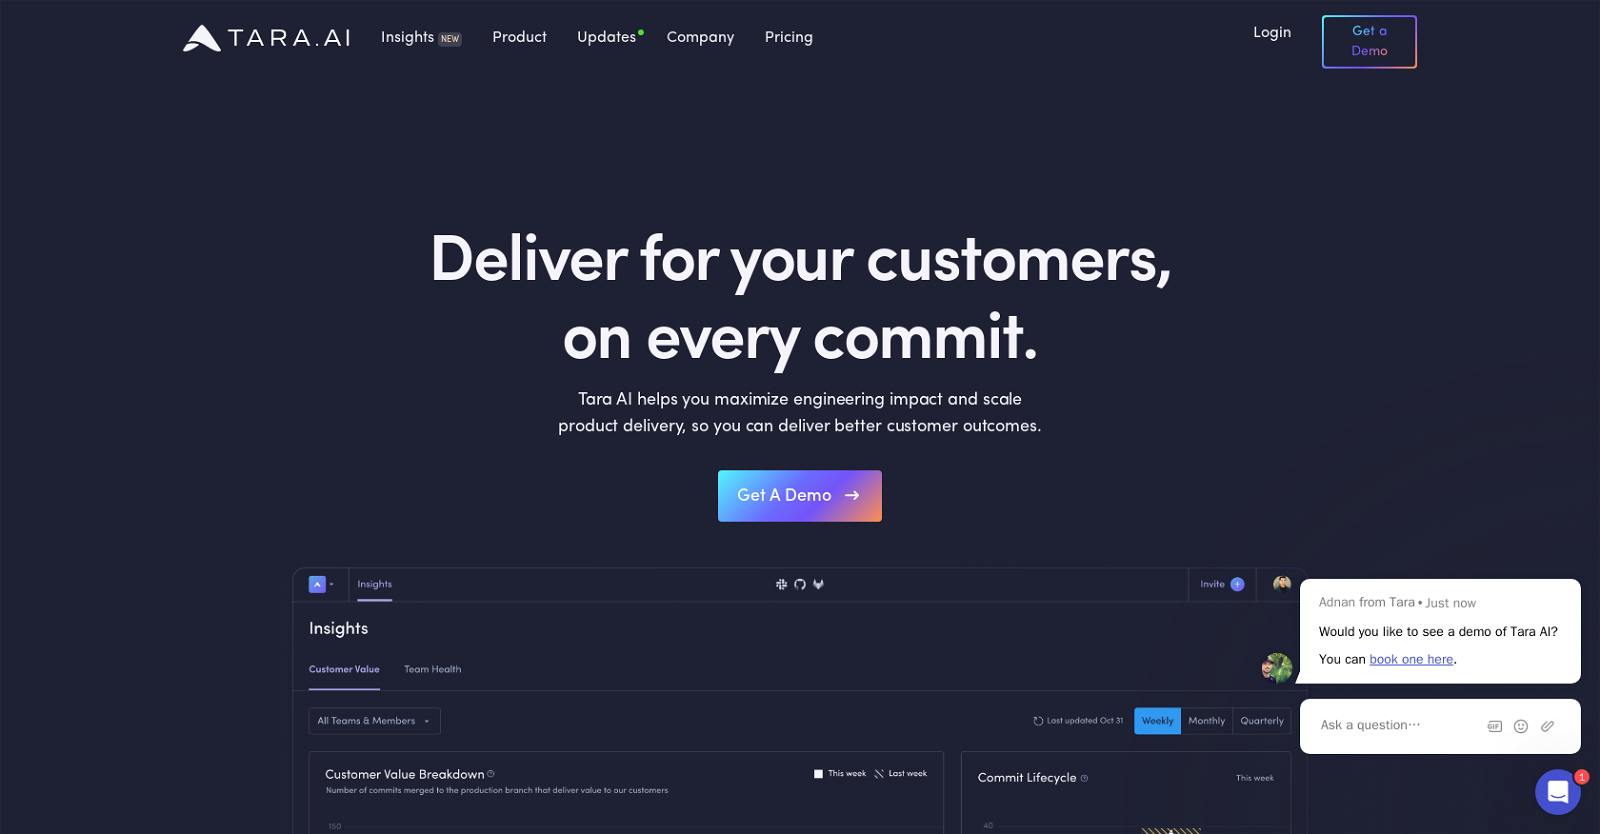 TARA.AI
Insights NEW
Product
Updates
Company
Pricing
Login
Get a
Demo
Deliver for your customers,
on every commit.
Tara AI helps you maximize engineering impact and scale
product delivery, so you can deliver better customer outcomes.
Get A Demo
Insights
Invite
Insights
Customer Value
Team Health
All Teams & Members
Last updated Oct 31
Weekly
Monthly
Quarterly
Customer Value Breakdown
This week
Last week
Number of commits merged to the production branch that deliver value to our customers
150
Commit Lifecycle
This week
40
Adnan from Tara • Just now
Would you like to see a demo of Tara AI?
You can book one here.
Ask a question…
GIF
1